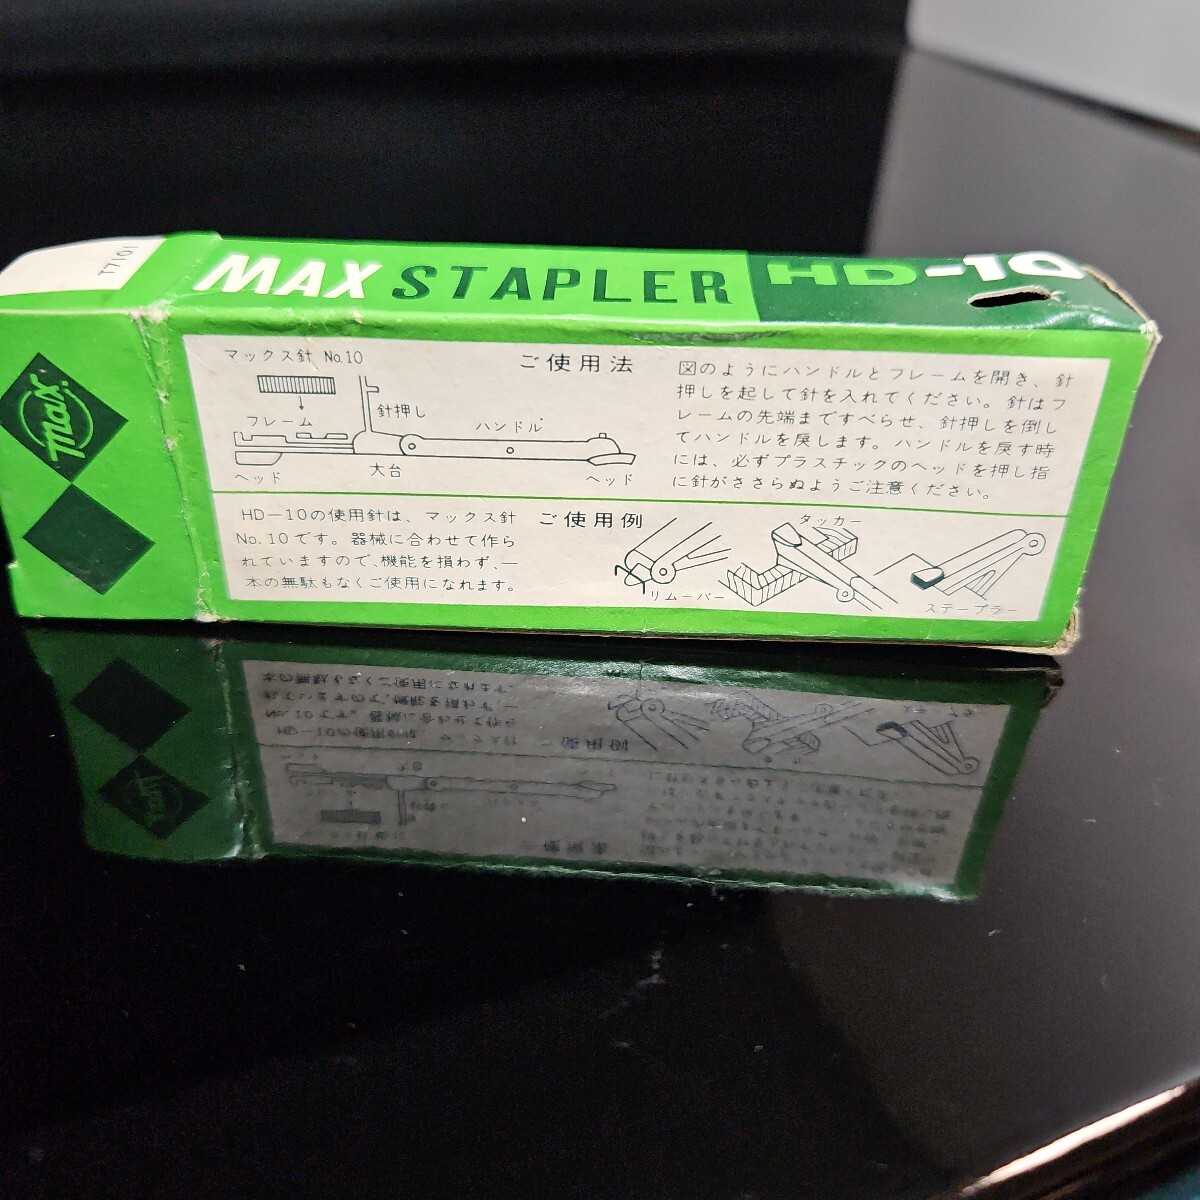 T7101
MAX STAPLER HD-10
max.
マックス針 No.10
ご使用法
針押し
フレーム
ハンドル
大台
ヘッド
ヘッド
図のようにハンドルとフレームを開き、針
押しを起して針を入れてください。針はフ
レームの先端まですべらせ、針押しを倒し
てハンドルを戻します。ハンドルを戻す時
には、必ずプラスチックのヘッドを押し指
に針がささらぬようご注意ください。
HD-10の使用針は、マックス針
No.10です。器械に合わせて作ら
れていますので、機能を損わず、一
本の無駄もなくご使用になれます。
ご使用例
リムーバー
タッカー
ステープラー